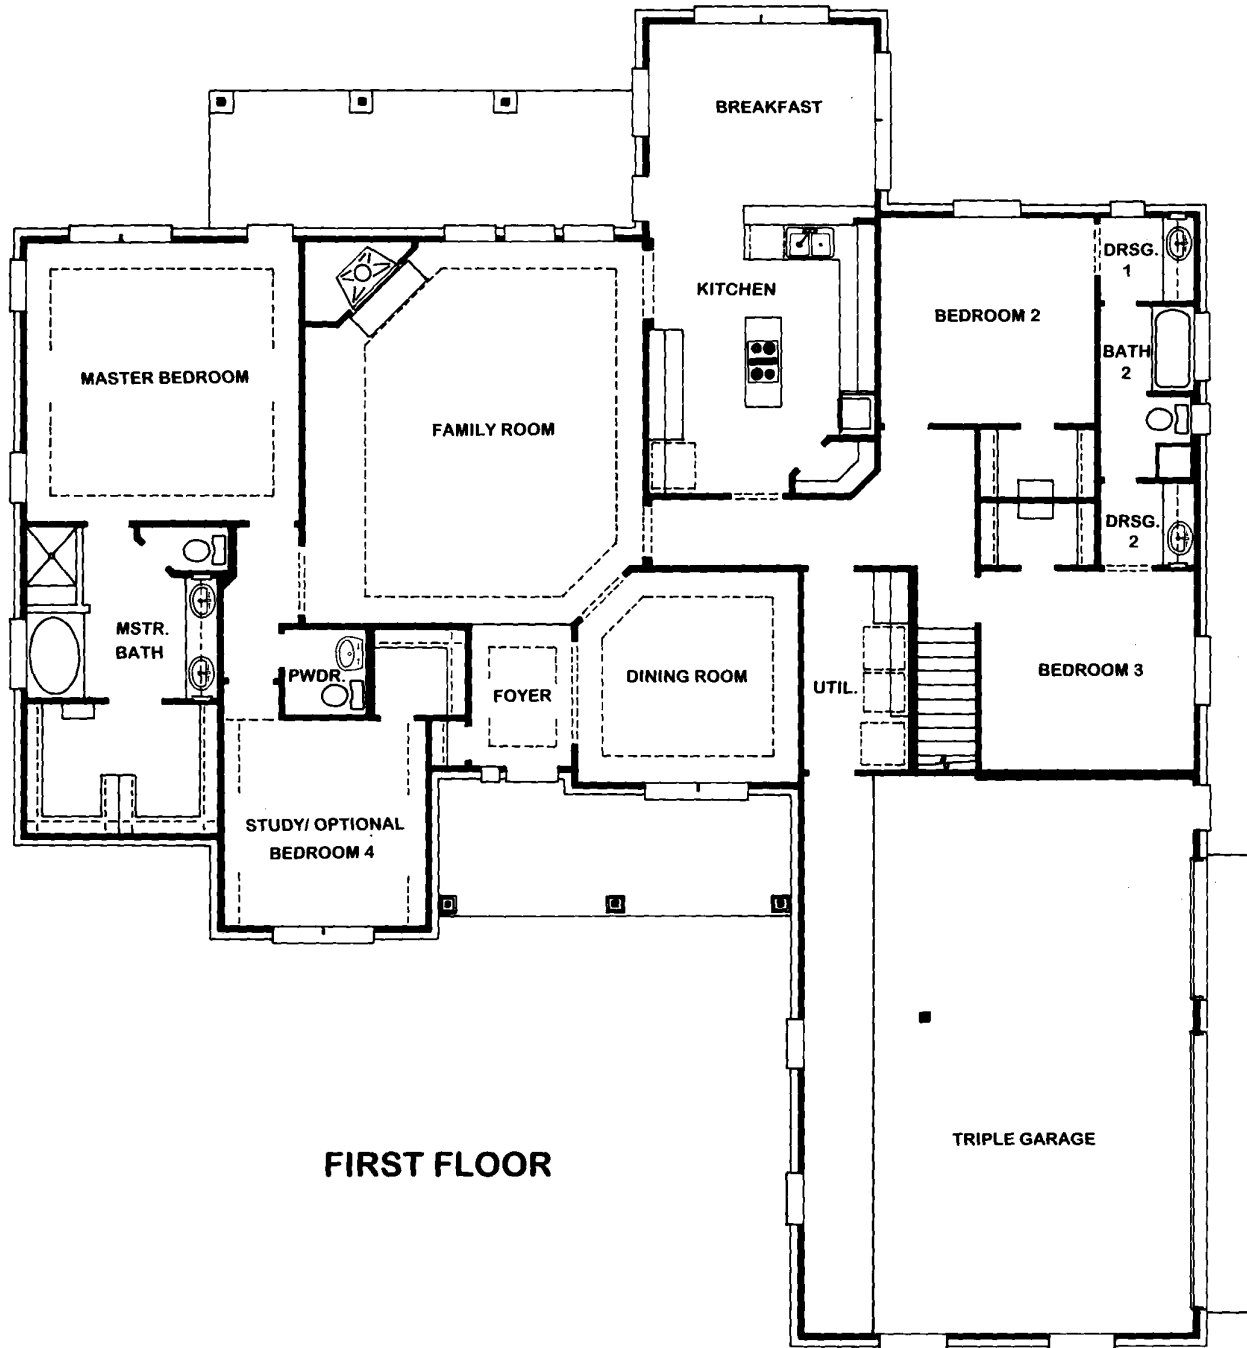 BREAKFAST
DRSG.
1
KITCHEN
BEDROOM 2
BATH
2
MASTER BEDROOM
FAMILY ROOM
DRSG.
2
MSTR.
BATH
PWDR.
FOYER
DINING ROOM
UTIL.
BEDROOM 3
STUDY/ OPTIONAL
BEDROOM 4
TRIPLE GARAGE
FIRST FLOOR